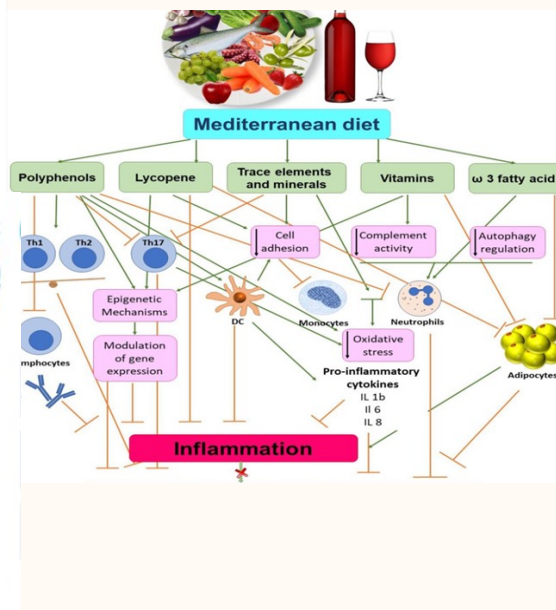 Mediterranean diet
Polyphenols
Lycopene
Trace elements
and minerals
Vitamins
ω 3 fatty acid
Th1
Th2
Th17
Cell
adhesion
Complement
activity
Autophagy
regulation
Epigenetic
Mechanisms
DC
Monocytes
Neutrophils
mphocytes
Modulation
of gene
expression
Oxidative
stress
Adipocytes
Pro-inflammatory
cytokines
IL 1b
Il 6
IL 8
Inflammation